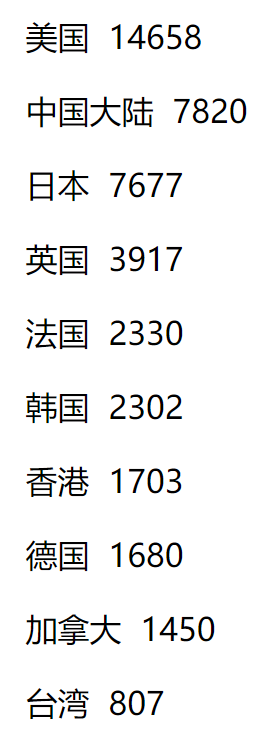 美国 14658
中国大陆 7820
日本 7677
英国 3917
法国 2330
韩国 2302
香港 1703
德国 1680
加拿大 1450
台湾 807